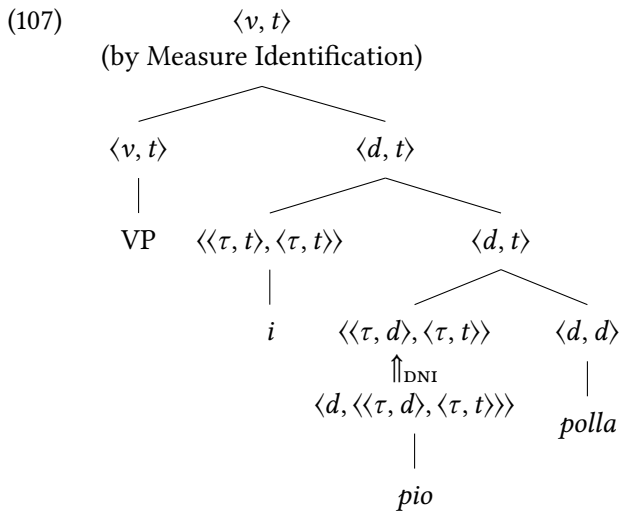 (107) ⟨v, t⟩
(by Measure Identification)
⟨v, t⟩ ⟨d, t⟩
VP ⟨⟨τ, t⟩,⟨τ, t⟩⟩ ⟨d, t⟩
i ⟨⟨τ, d⟩,⟨τ, t⟩⟩ ⟨d, d⟩
⇑DNI
⟨d, ⟨⟨τ, d⟩,⟨τ, t⟩⟩⟩ polla
pio